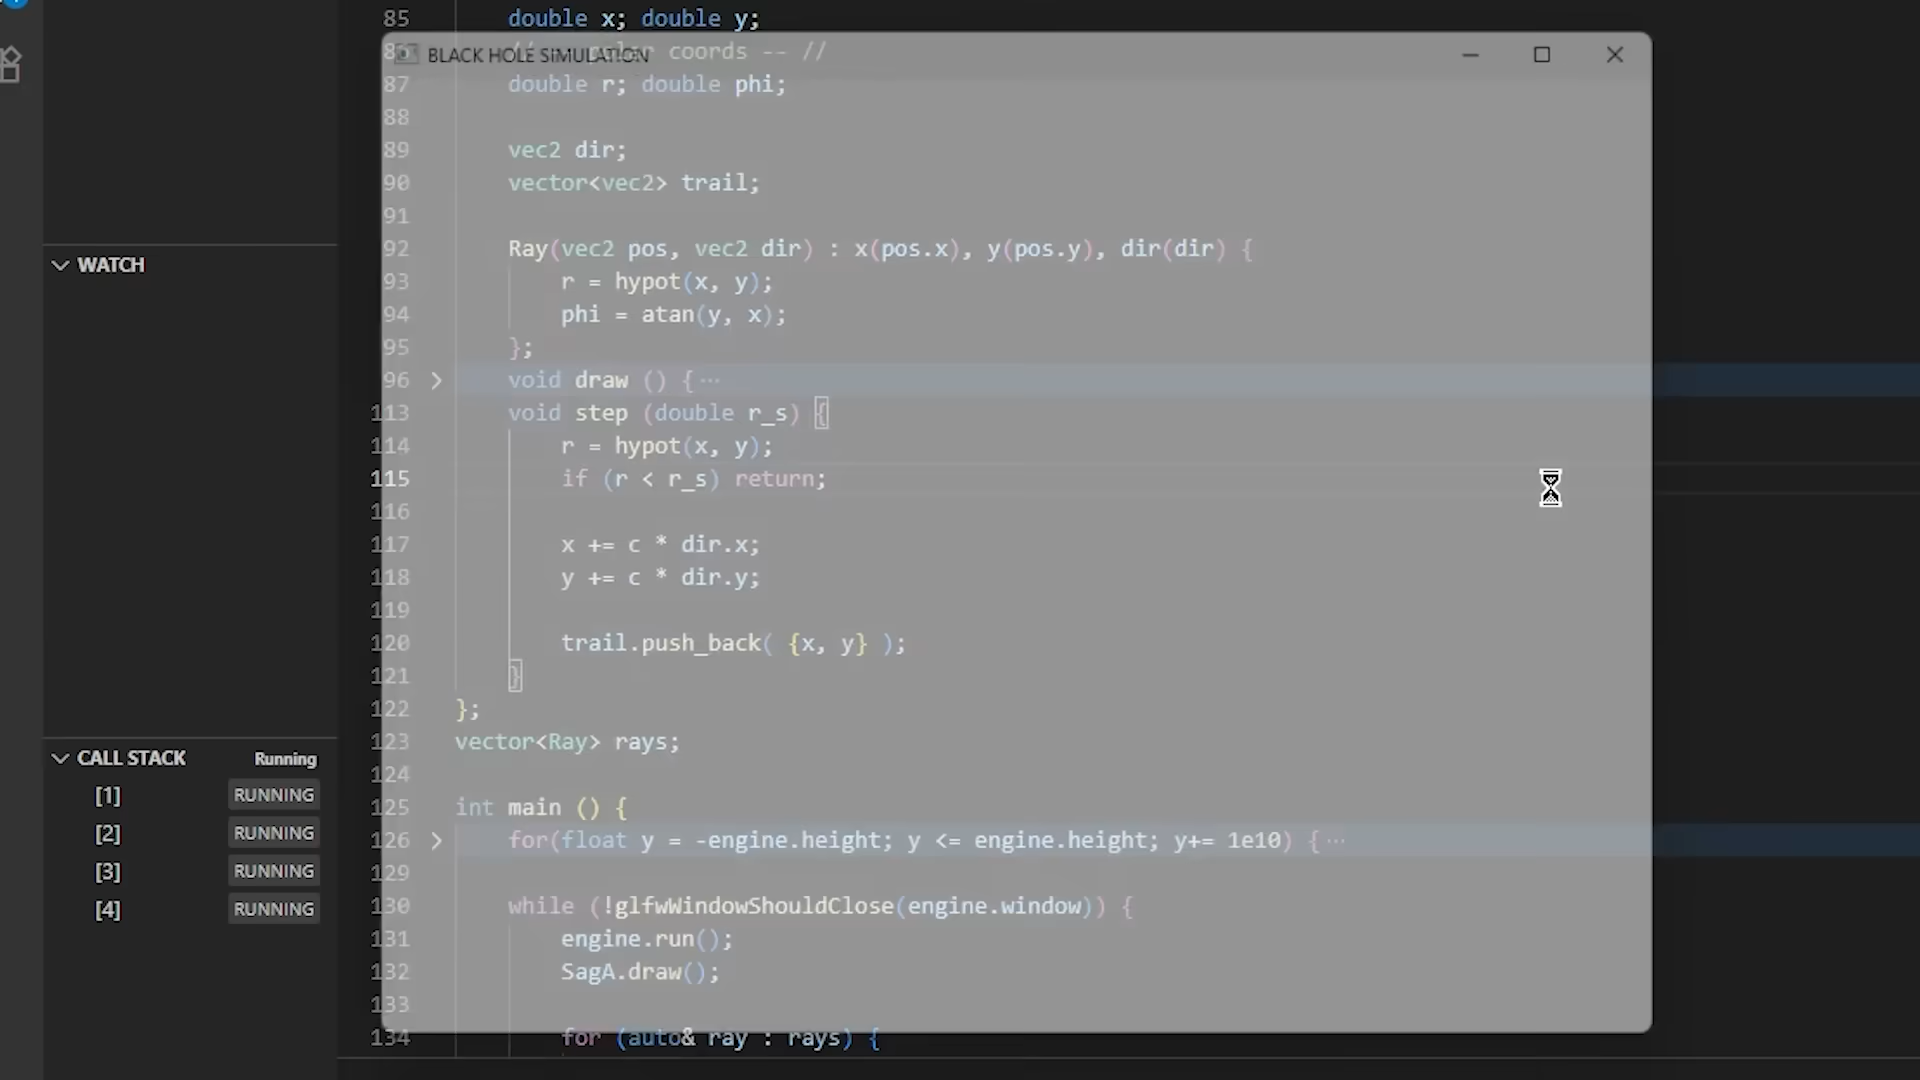 85 double x; double y;
BLACK HOLE SIMULATION
86 // -- polar coords -- //
87 double r; double phi;
88
89 vec2 dir;
90 vector<vec2> trail;
91
92 Ray(vec2 pos, vec2 dir) : x(pos.x), y(pos.y), dir(dir) {
93 r = hypot(x, y);
94 phi = atan(y, x);
95 };
96 void draw () {···
113 void step (double r_s) {
114 r = hypot(x, y);
115 if (r < r_s) return;
116
117 x += c * dir.x;
118 y += c * dir.y;
119
120 trail.push_back( {x, y} );
121 }
122 };
123 vector<Ray> rays;
124
125 int main () {
126 for(float y = -engine.height; y <= engine.height; y+= 1e10) {···
129
130 while (!glfwWindowShouldClose(engine.window)) {
131 engine.run();
132 SagA.draw();
133
134 for (auto& ray : rays) {
WATCH
CALL STACK Running
[1] RUNNING
[2] RUNNING
[3] RUNNING
[4] RUNNING